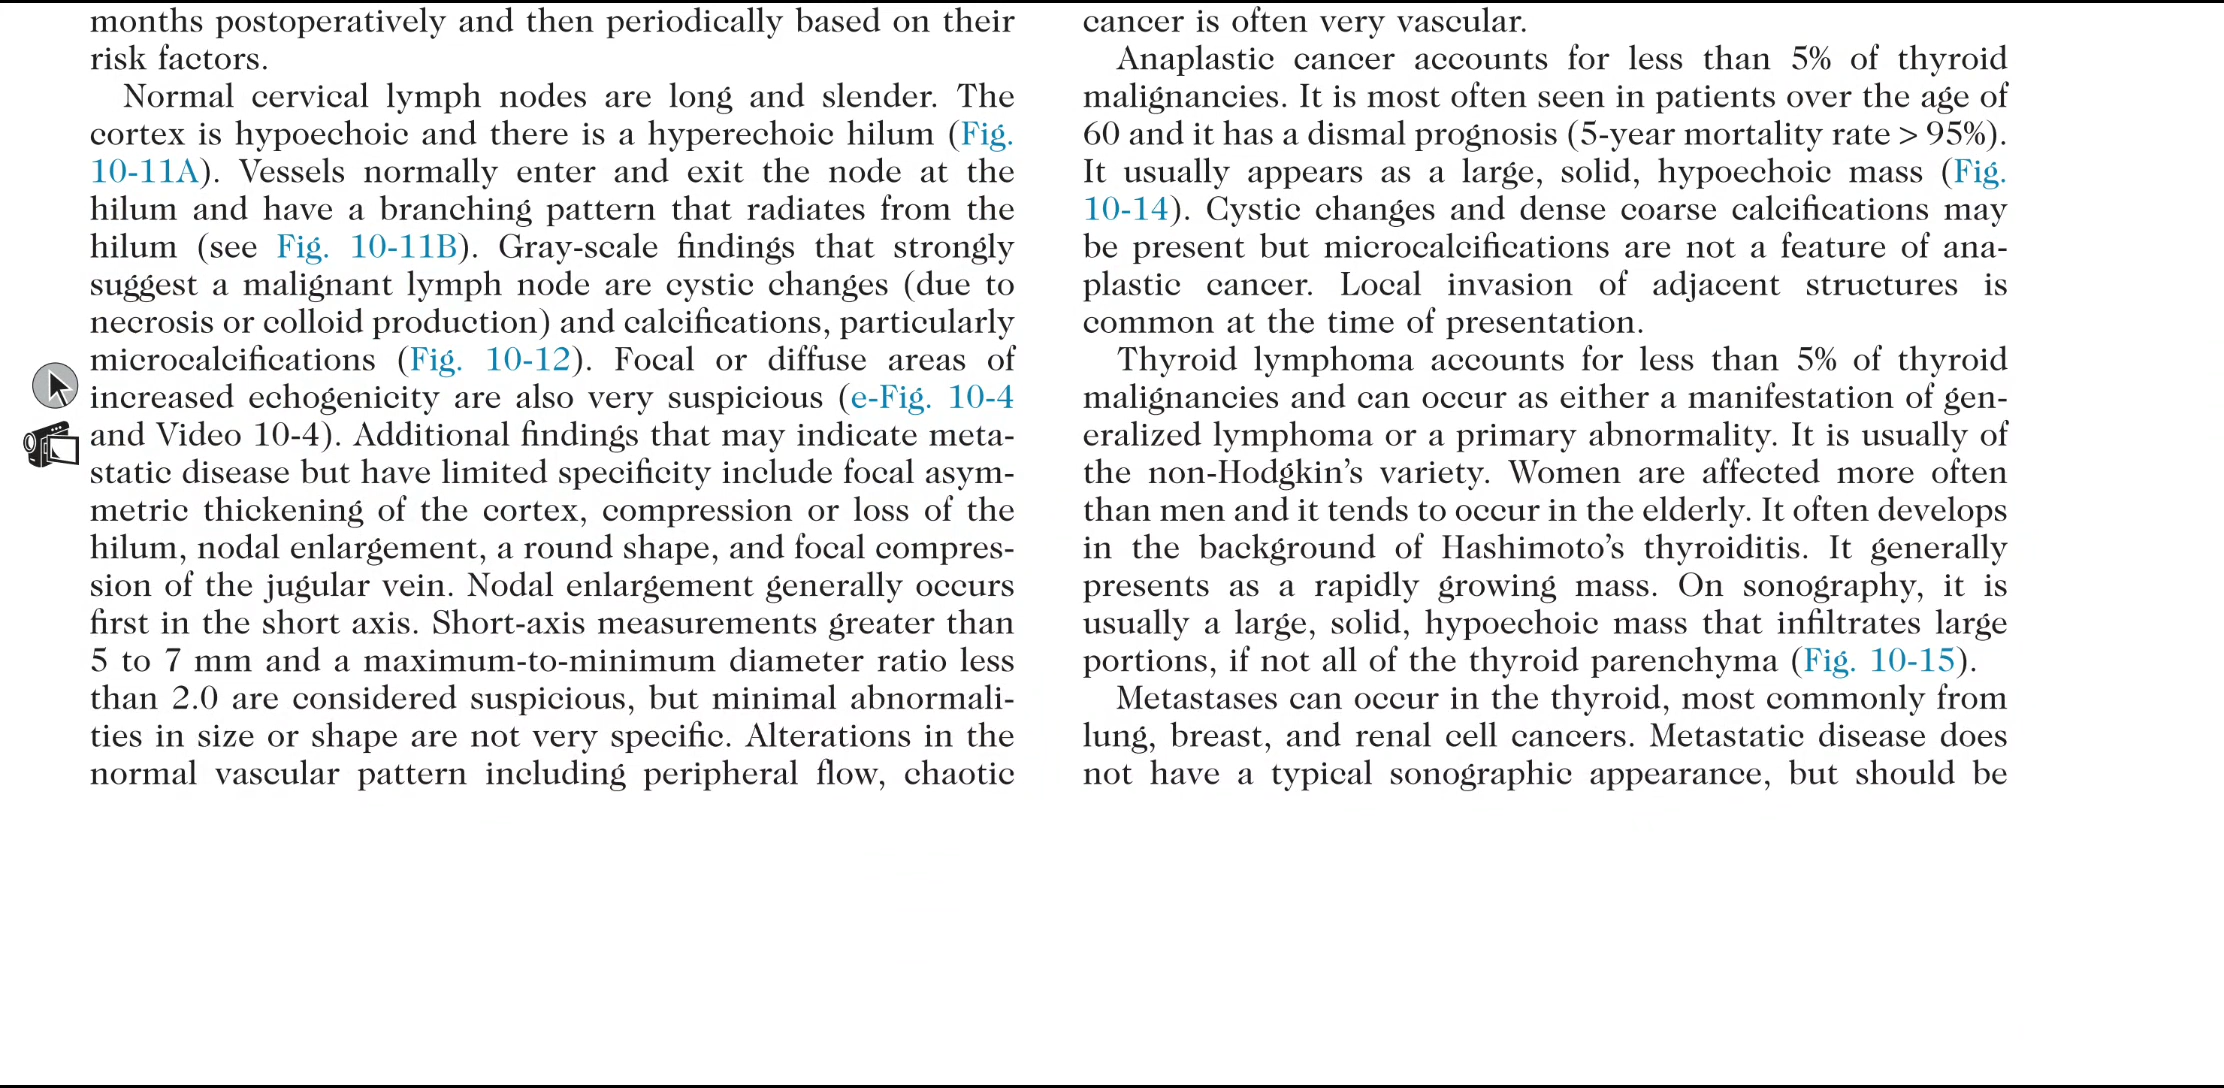 months postoperatively and then periodically based on their
risk factors.
Normal cervical lymph nodes are long and slender. The
cortex is hypoechoic and there is a hyperechoic hilum (Fig.
10-11A). Vessels normally enter and exit the node at the
hilum and have a branching pattern that radiates from the
hilum (see Fig. 10-11B). Gray-scale findings that strongly
suggest a malignant lymph node are cystic changes (due to
necrosis or colloid production) and calcifications, particularly
microcalcifications (Fig. 10-12). Focal or diffuse areas of
increased echogenicity are also very suspicious (e-Fig. 10-4
and Video 10-4). Additional findings that may indicate meta-
static disease but have limited specificity include focal asym-
metric thickening of the cortex, compression or loss of the
hilum, nodal enlargement, a round shape, and focal compres-
sion of the jugular vein. Nodal enlargement generally occurs
first in the short axis. Short-axis measurements greater than
5 to 7 mm and a maximum-to-minimum diameter ratio less
than 2.0 are considered suspicious, but minimal abnormali-
ties in size or shape are not very specific. Alterations in the
normal vascular pattern including peripheral flow, chaotic
cancer is often very vascular.
Anaplastic cancer accounts for less than 5% of thyroid
malignancies. It is most often seen in patients over the age of
60 and it has a dismal prognosis (5-year mortality rate > 95%).
It usually appears as a large, solid, hypoechoic mass (Fig.
10-14). Cystic changes and dense coarse calcifications may
be present but microcalcifications are not a feature of ana-
plastic cancer. Local invasion of adjacent structures is
common at the time of presentation.
Thyroid lymphoma accounts for less than 5% of thyroid
malignancies and can occur as either a manifestation of gen-
eralized lymphoma or a primary abnormality. It is usually of
the non-Hodgkin's variety. Women are affected more often
than men and it tends to occur in the elderly. It often develops
in the background of Hashimoto's thyroiditis. It generally
presents as a rapidly growing mass. On sonography, it is
usually a large, solid, hypoechoic mass that infiltrates large
portions, if not all of the thyroid parenchyma (Fig. 10-15).
Metastases can occur in the thyroid, most commonly from
lung, breast, and renal cell cancers. Metastatic disease does
not have a typical sonographic appearance, but should be